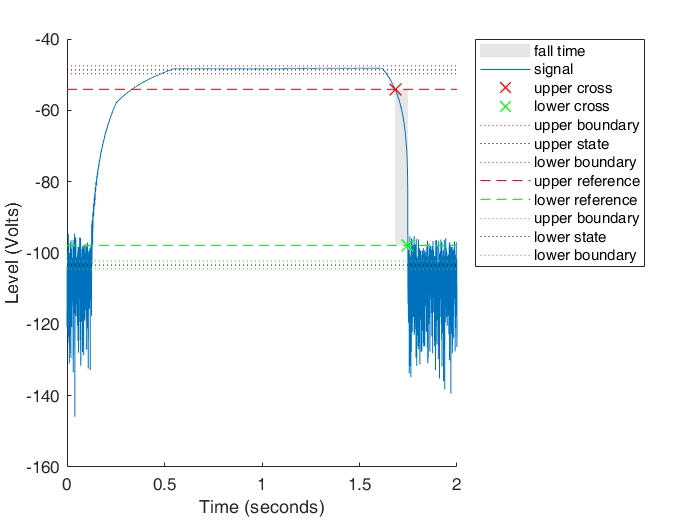 -40
-60
-80
-100
-120
-140
-160
Level (Volts)
0
0.5
1
1.5
2
Time (seconds)
fall time
signal
upper cross
lower cross
upper boundary
upper state
lower boundary
upper reference
lower reference
upper boundary
lower state
lower boundary